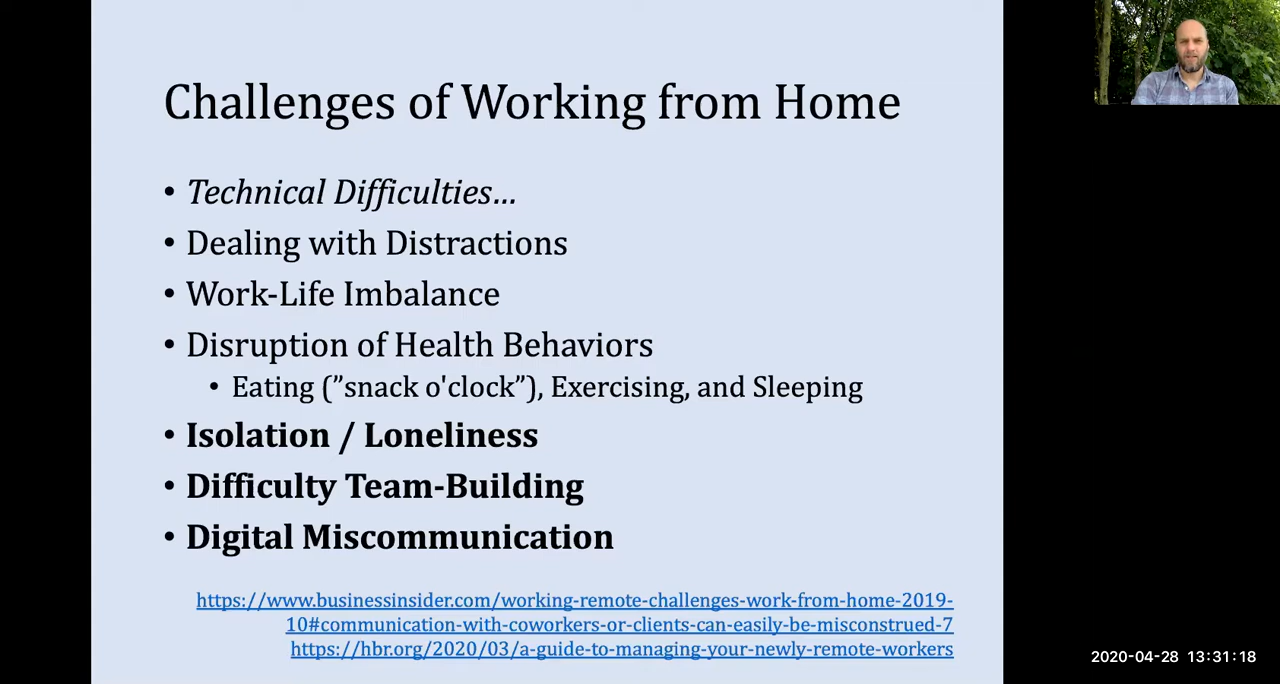 Challenges of Working from Home
• Technical Difficulties...
• Dealing with Distractions
• Work-Life Imbalance
• Disruption of Health Behaviors
• Eating (”snack o'clock”), Exercising, and Sleeping
• Isolation / Loneliness
• Difficulty Team-Building
• Digital Miscommunication
https://www.businessinsider.com/working-remote-challenges-work-from-home-2019-
10#communication-with-coworkers-or-clients-can-easily-be-misconstrued-7
https://hbr.org/2020/03/a-guide-to-managing-your-newly-remote-workers
2020-04-28 13:31:18